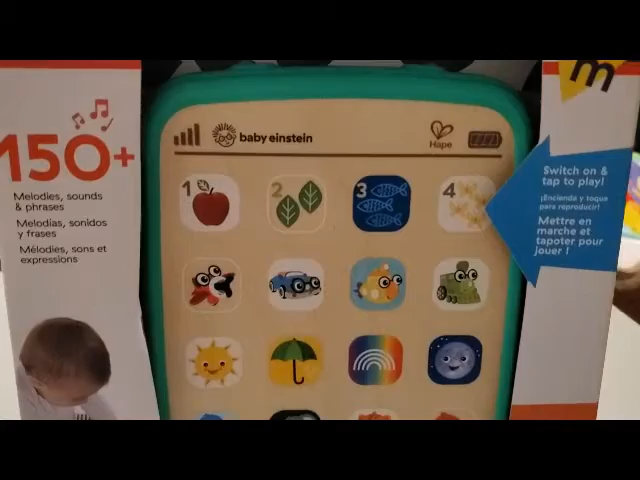 150+
Melodies, sounds
& phrases
Melodías, sonidos
y frases
Mélodies, sons et
expressions
baby einstein
Hape
1
2
3
4
m
Switch on &
tap to play!
¡Encienda y toque
para reproducir!
Mettre en
marche et
tapoter pour
jouer !